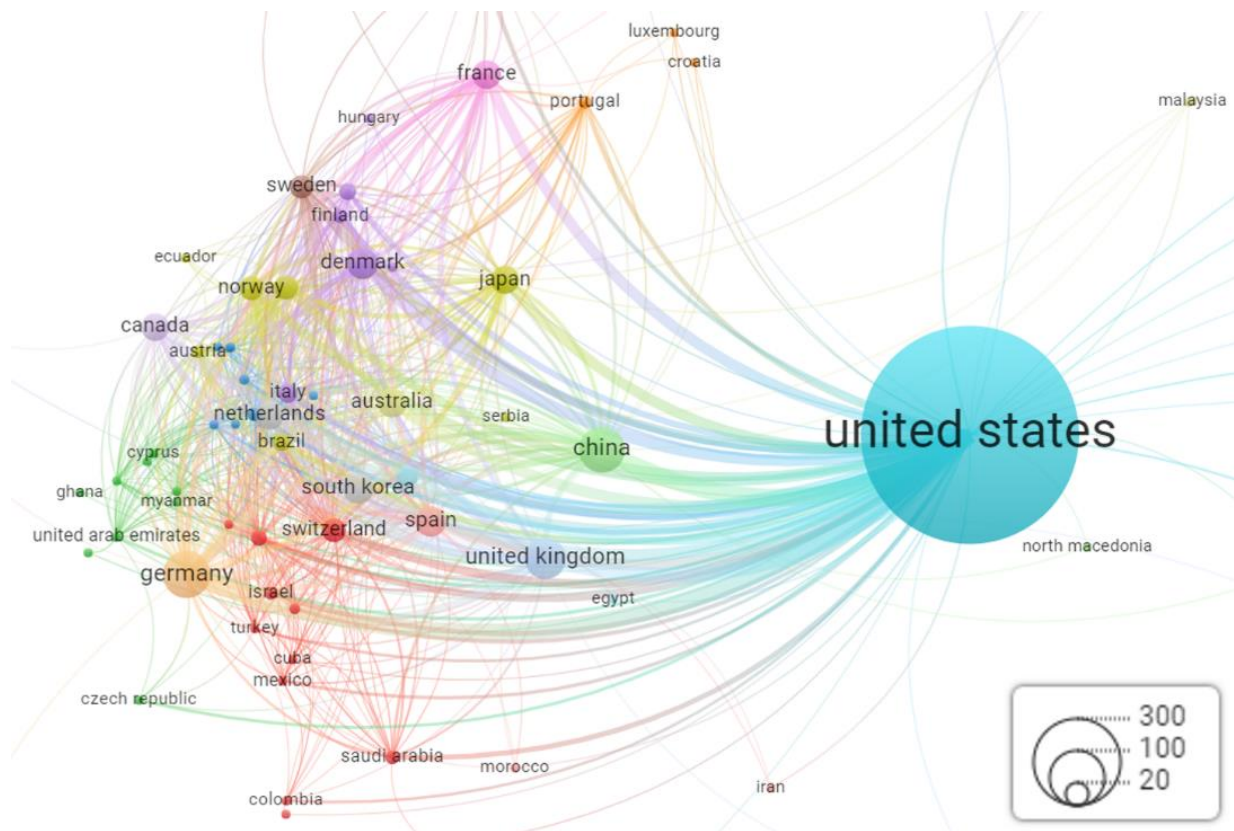 luxembourg
croatia
france
portugal
malaysia
hungary
sweden
finland
ecuador
denmark
norway
japan
canada
austria
italy
australia
netherlands
serbia
united states
brazil
china
cyprus
south korea
ghana
myanmar
switzerland
spain
united arab emirates
united kingdom
north macedonia
germany
israel
egypt
turkey
cuba
mexico
czech republic
saudi arabia
morocco
iran
colombia
300
100
20